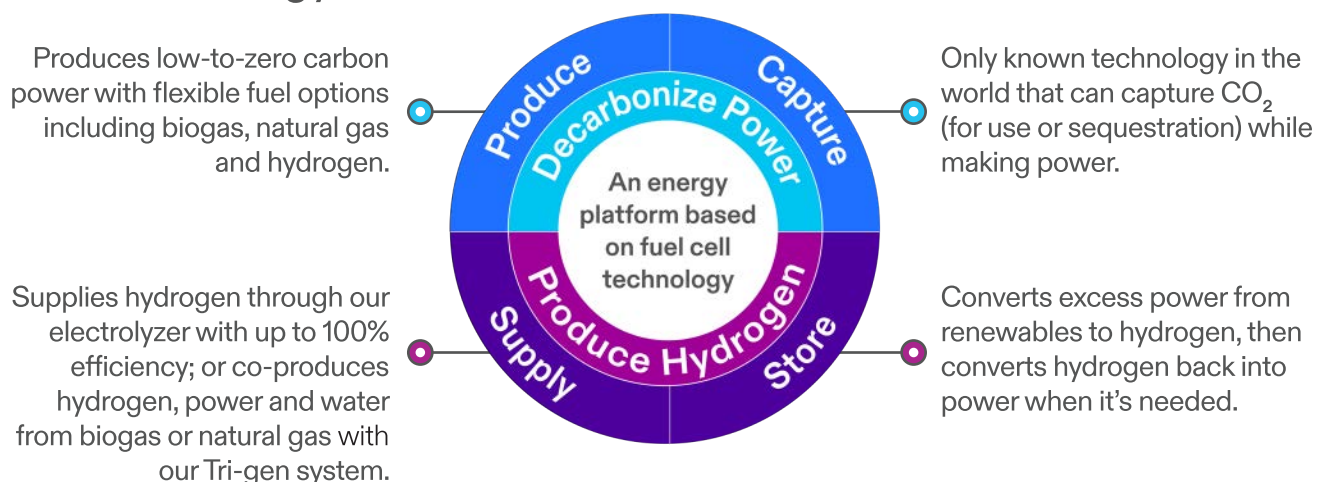 Produces low-to-zero carbon
power with flexible fuel options
including biogas, natural gas
and hydrogen.
Produce
Capture
Decarbonize Power
Only known technology in the
world that can capture CO₂
(for use or sequestration) while
making power.
An energy
platform based
on fuel cell
technology
Supplies hydrogen through our
electrolyzer with up to 100%
efficiency; or co-produces
hydrogen, power and water
from biogas or natural gas with
our Tri-gen system.
Produce Hydrogen
Supply
Store
Converts excess power from
renewables to hydrogen, then
converts hydrogen back into
power when it's needed.